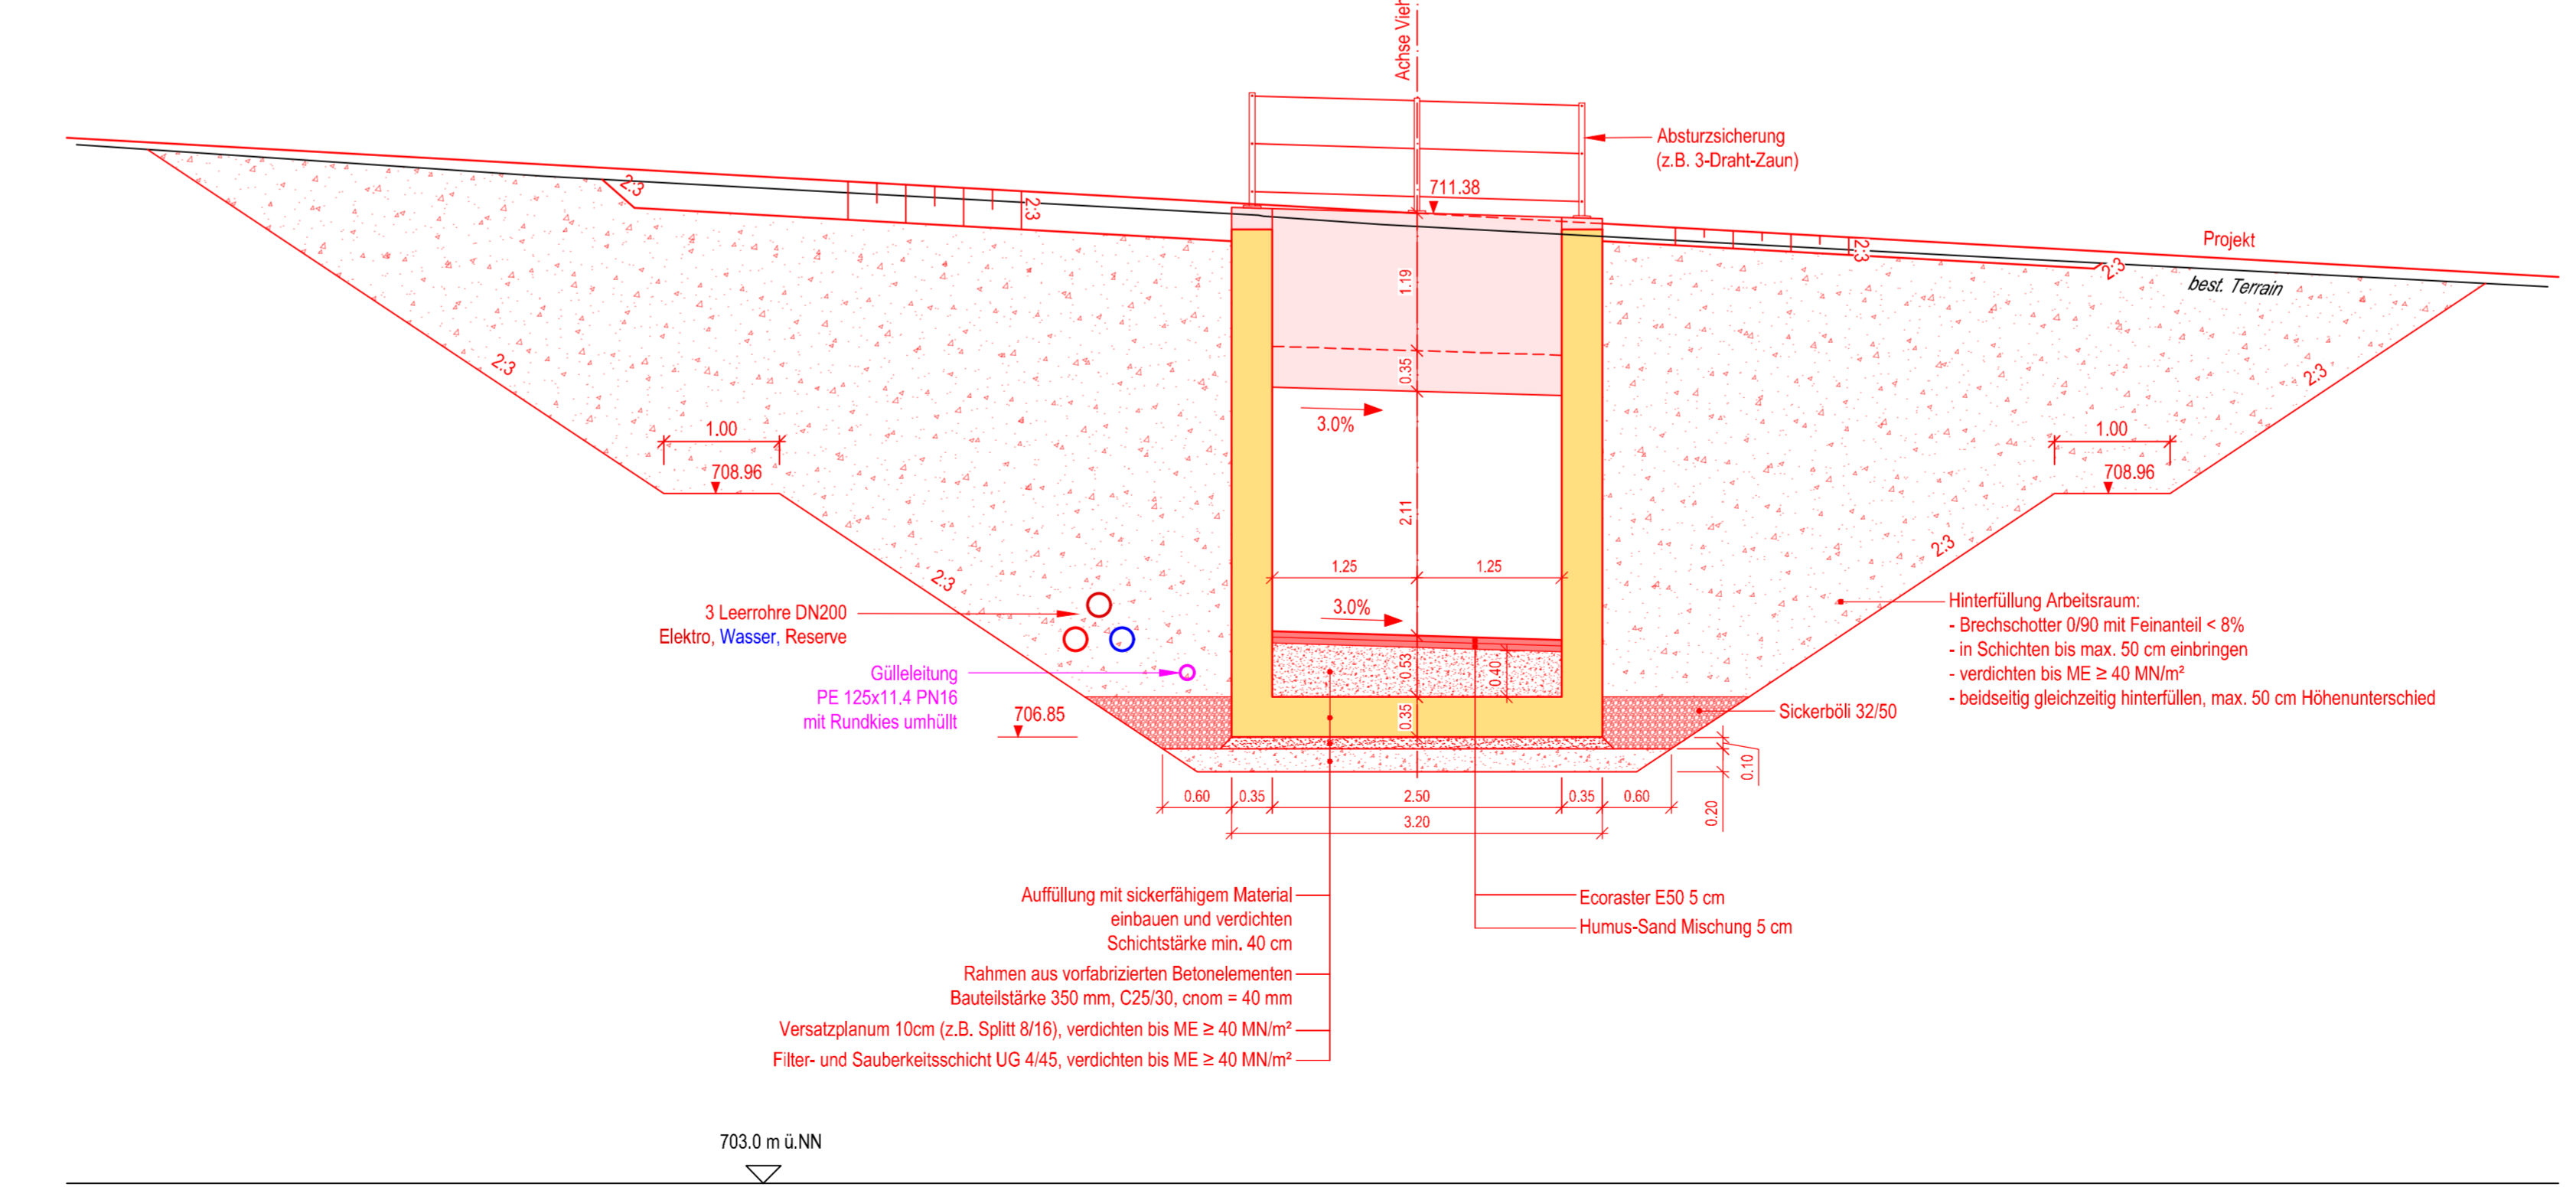 Achse
Absturzsicherung
(z.B. 3-Draht-Zaun)
711.38
2:3
2:3
Projekt
2:3
2:3
best. Terrain
1.19
0.35
2:3
2:3
3.0%
1.00
708.96
1.00
708.96
2.11
2:3
2:3
1.25
1.25
3.0%
3 Leerrohre DN200
Elektro, Wasser, Reserve
Gülleleitung
PE 125x11.4 PN16
mit Rundkies umhüllt
706.85
0.53
0.40
0.35
Hinterfüllung Arbeitsraum:
- Brechschotter 0/90 mit Feinanteil < 8%
- in Schichten bis max. 50 cm einbringen
- verdichten bis ME ≥ 40 MN/m²
- beidseitig gleichzeitig hinterfüllen, max. 50 cm Höhenunterschied
Sickerböli 32/50
0.10
0.20
0.60
0.35
2.50
0.35
0.60
3.20
Auffüllung mit sickerfähigem Material
einbauen und verdichten
Schichtstärke min. 40 cm
Rahmen aus vorfabrizierten Betonelementen
Bauteilstärke 350 mm, C25/30, cnom = 40 mm
Versatzplanum 10cm (z.B. Splitt 8/16), verdichten bis ME ≥ 40 MN/m²
Filter- und Sauberkeitsschicht UG 4/45, verdichten bis ME ≥ 40 MN/m²
Ecoraster E50 5 cm
Humus-Sand Mischung 5 cm
703.0 m ü.NN